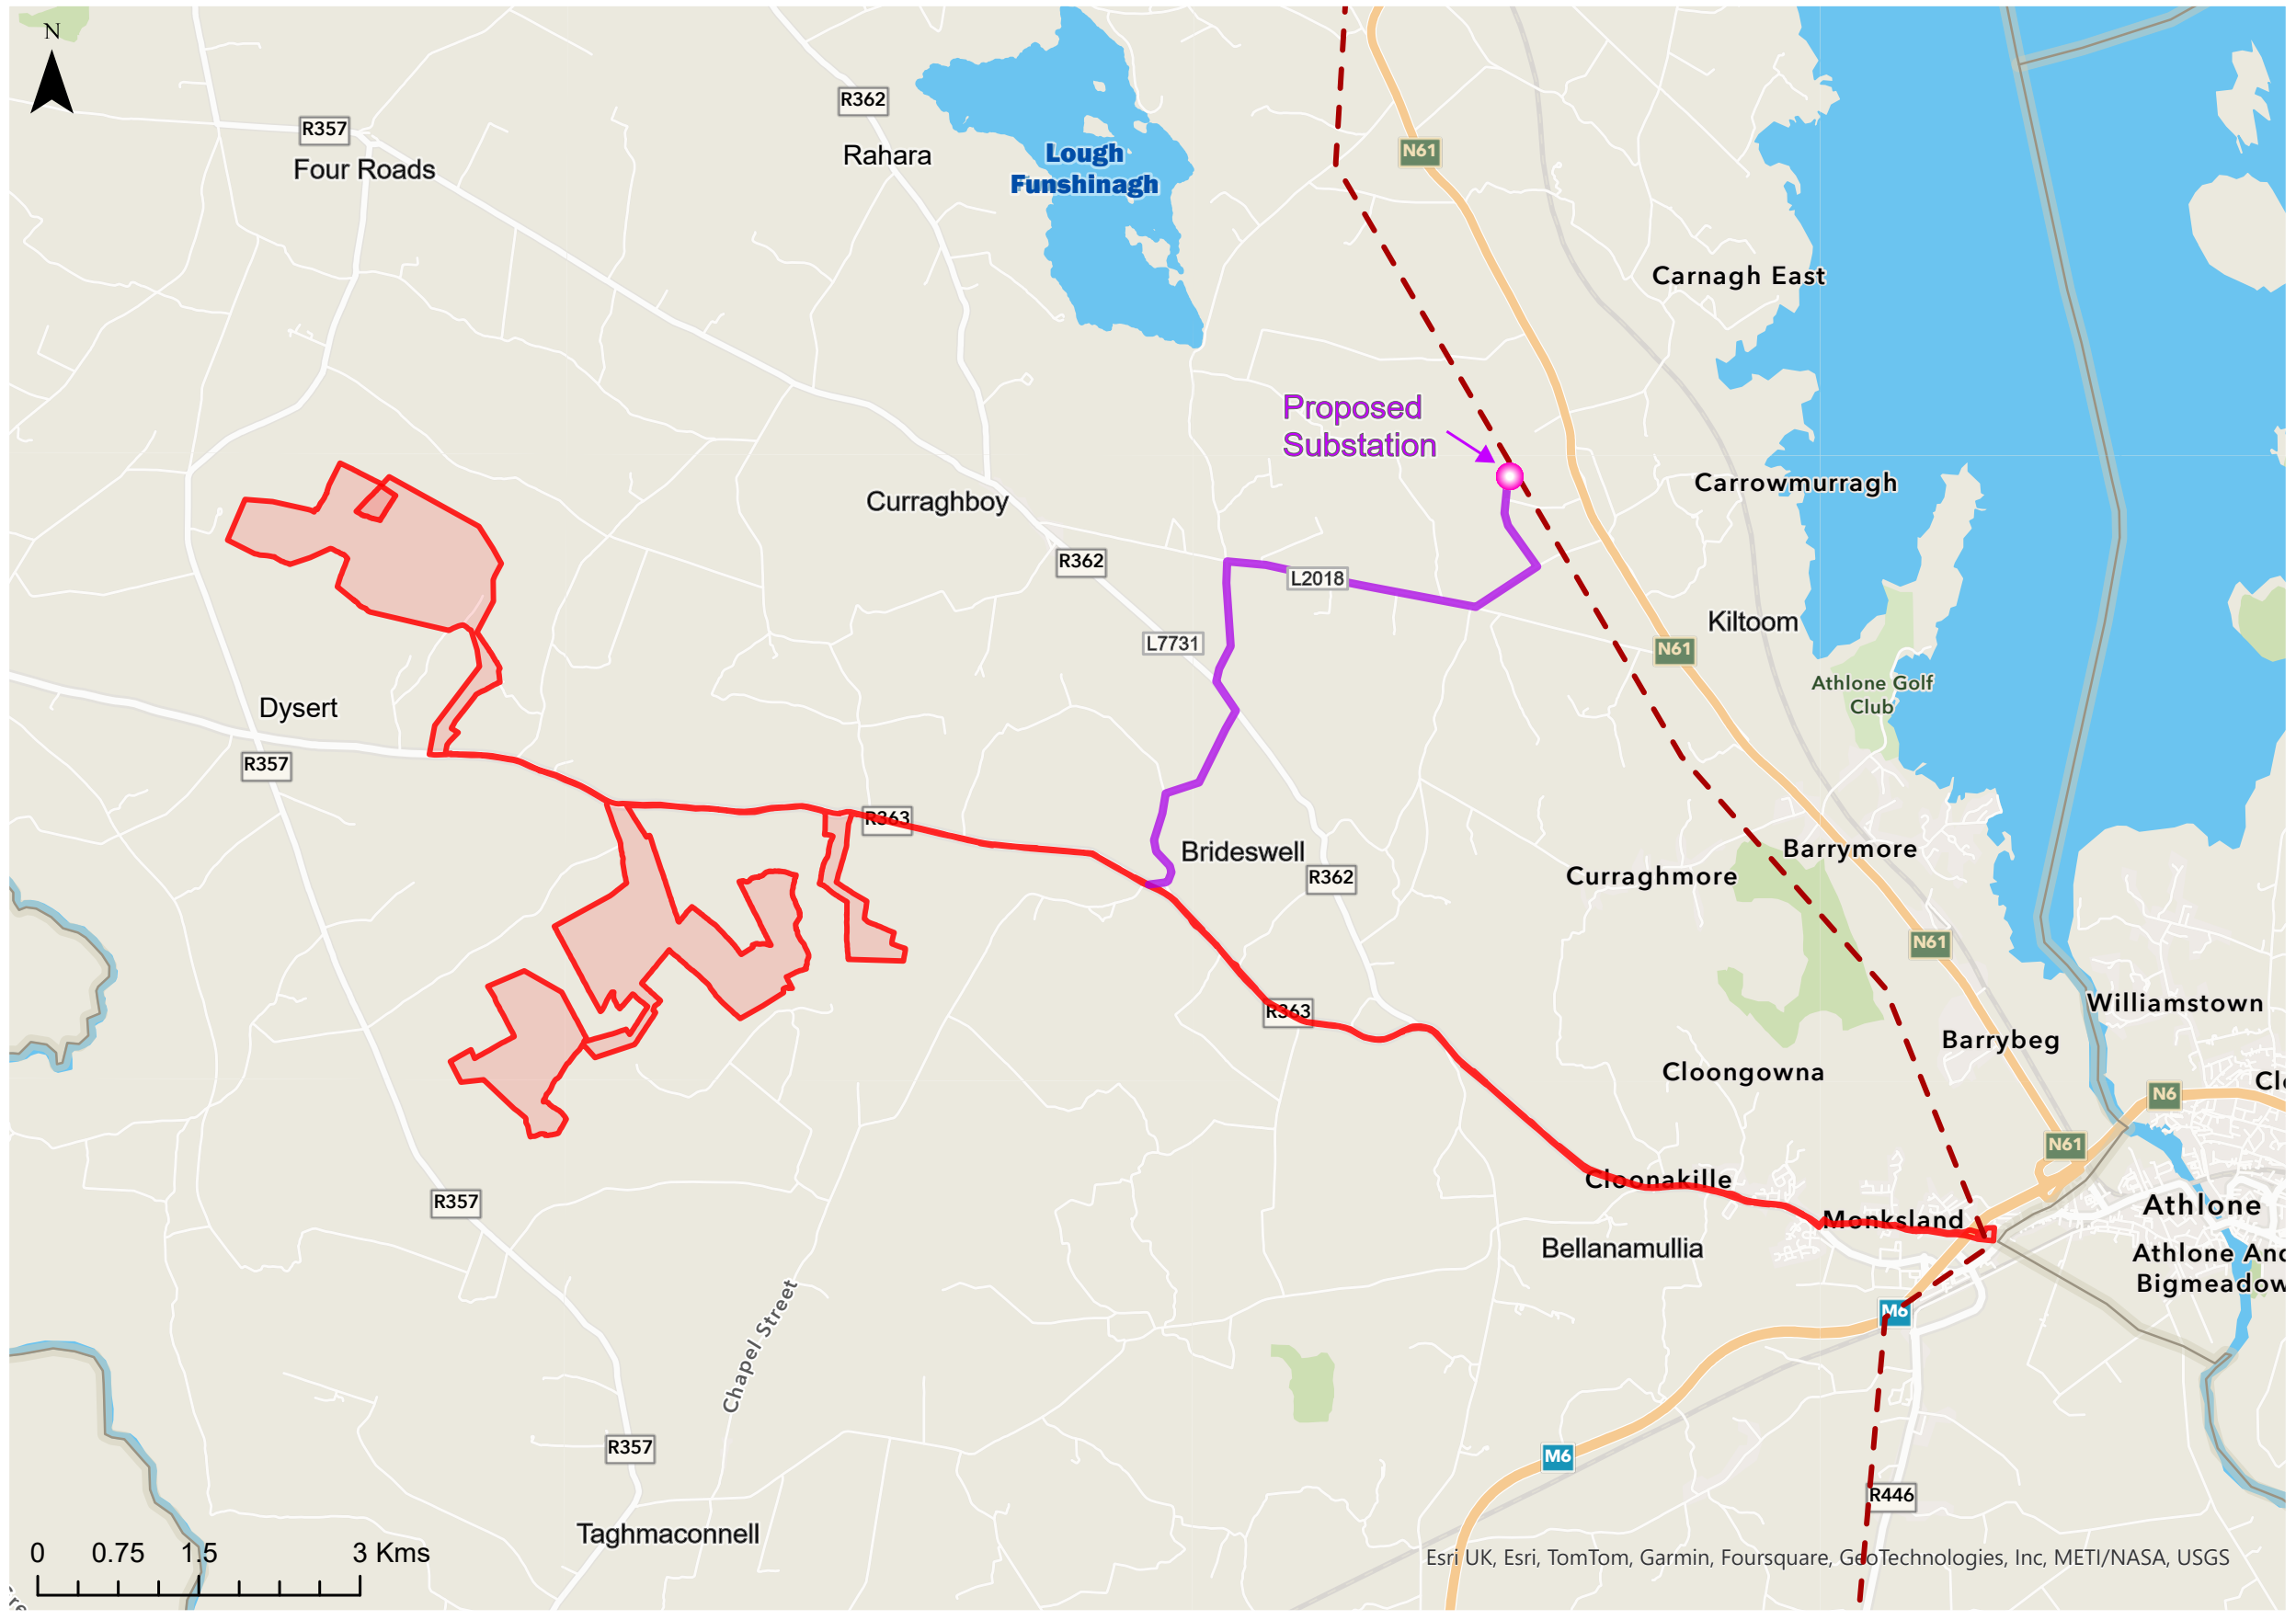 N
R357
Four Roads
R362
Rahara
Lough
Funshinagh
N61
Carnagh East
Proposed
Substation
Carrowmurragh
Curraghboy
R362
L2018
L7731
Kiltoom
N61
Athlone Golf
Club
Dysert
R357
R363
Brideswell
R362
Curraghmore
Barrymore
N61
R363
Williamstown
Barrybeg
Cloongowna
N6
N61
Cloonakille
Monksland
Athlone
Bellanamullia
Athlone And
Bigmeadow
R357
M6
Chapel Street
R357
M6
R446
Taghmaconnell
0 0.75 1.5 3 Kms
Esri UK, Esri, TomTom, Garmin, Foursquare, GeoTechnologies, Inc, METI/NASA, USGS